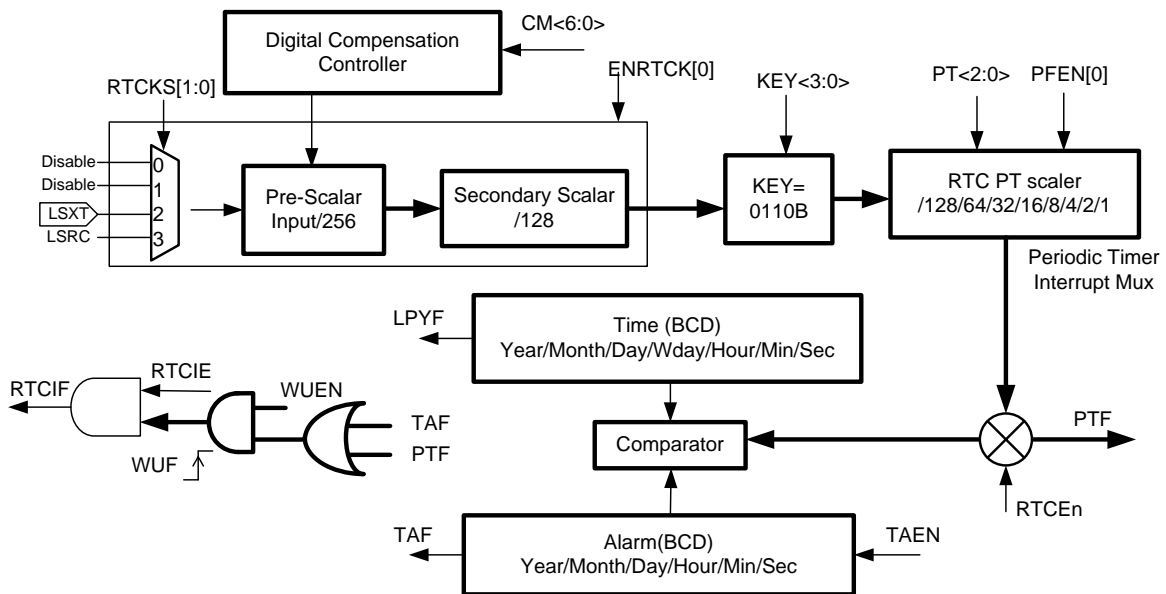 Digital Compensation
Controller
CM<6:0>
RTCKS[1:0]
ENRTCK[0]
KEY<3:0>
PT<2:0>
PFEN[0]
Disable
0
Disable
1
LSXT
2
LSRC
3
Pre-Scalar
Input/256
Secondary Scalar
/128
KEY=
0110B
RTC PT scaler
/128/64/32/16/8/4/2/1
Periodic Timer
Interrupt Mux
LPYF
Time (BCD)
Year/Month/Day/Wday/Hour/Min/Sec
RTCIF
RTCIE
WUEN
TAF
PTF
WUF
Comparator
PTF
RTCEn
TAF
Alarm(BCD)
Year/Month/Day/Hour/Min/Sec
TAEN